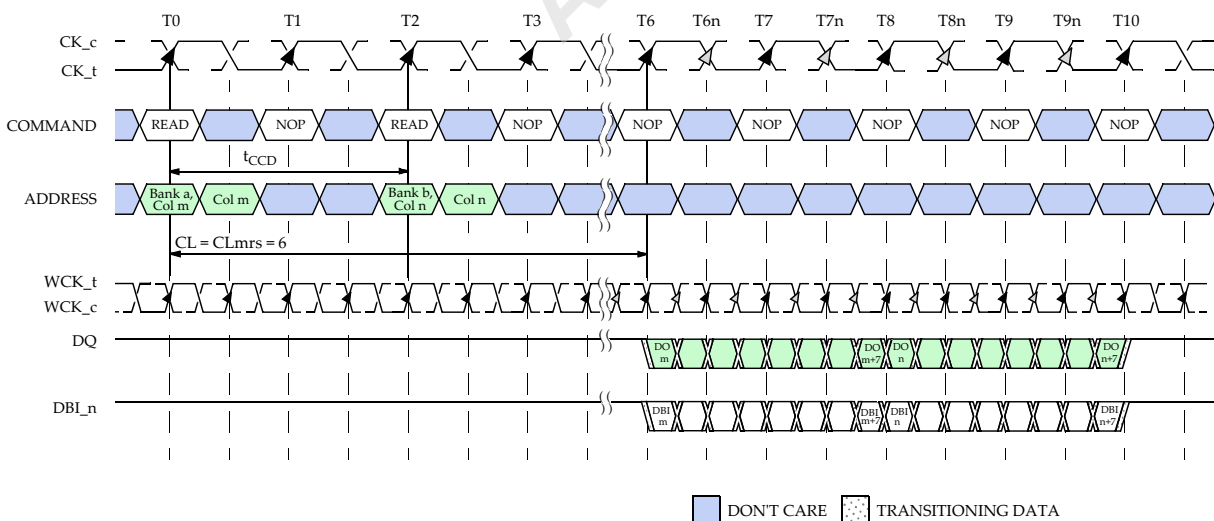 T0 T1 T2 T3 T6 T6n T7 T7n T8 T8n T9 T9n T10
CK_c
CK_t
COMMAND READ NOP READ NOP NOP NOP NOP NOP NOP
tCCD
ADDRESS Bank a, Col m Bank b, Col n
Col m Col n
CL = CLmrs = 6
WCK_t
WCK_c
DQ
DO m DO m+7 DO n DO n+7
DBI_n
DBI m DBI m+7 DBI n DBI n+7
DON'T CARE TRANSITIONING DATA